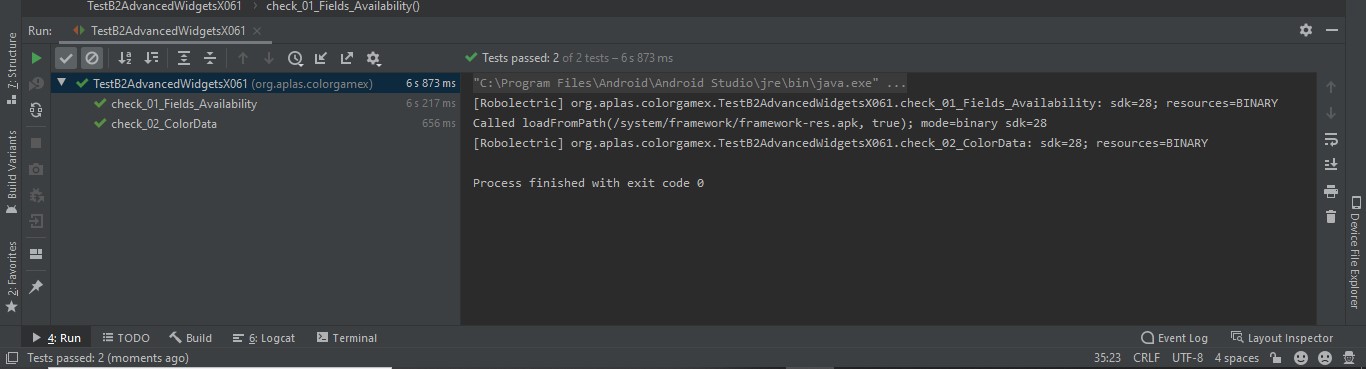 TestB2AdvancedWidgetsX061 › check_01_Fields_Availability()
Run: TestB2AdvancedWidgetsX061
Tests passed: 2 of 2 tests – 6 s 873 ms
TestB2AdvancedWidgetsX061 (org.aplas.colorgamex) 6 s 873 ms
check_01_Fields_Availability 6 s 217 ms
check_02_ColorData 656 ms
"C:\Program Files\Android\Android Studio\jre\bin\java.exe" ...
[Robolectric] org.aplas.colorgamex.TestB2AdvancedWidgetsX061.check_01_Fields_Availability: sdk=28; resources=BINARY
Called loadFromPath(/system/framework/framework-res.apk, true); mode=binary sdk=28
[Robolectric] org.aplas.colorgamex.TestB2AdvancedWidgetsX061.check_02_ColorData: sdk=28; resources=BINARY
Process finished with exit code 0
7: Structure
Build Variants
2: Favorites
Device File Explorer
4: Run TODO Build 6: Logcat Terminal Event Log Layout Inspector
Tests passed: 2 (moments ago) 35:23 CRLF UTF-8 4 spaces